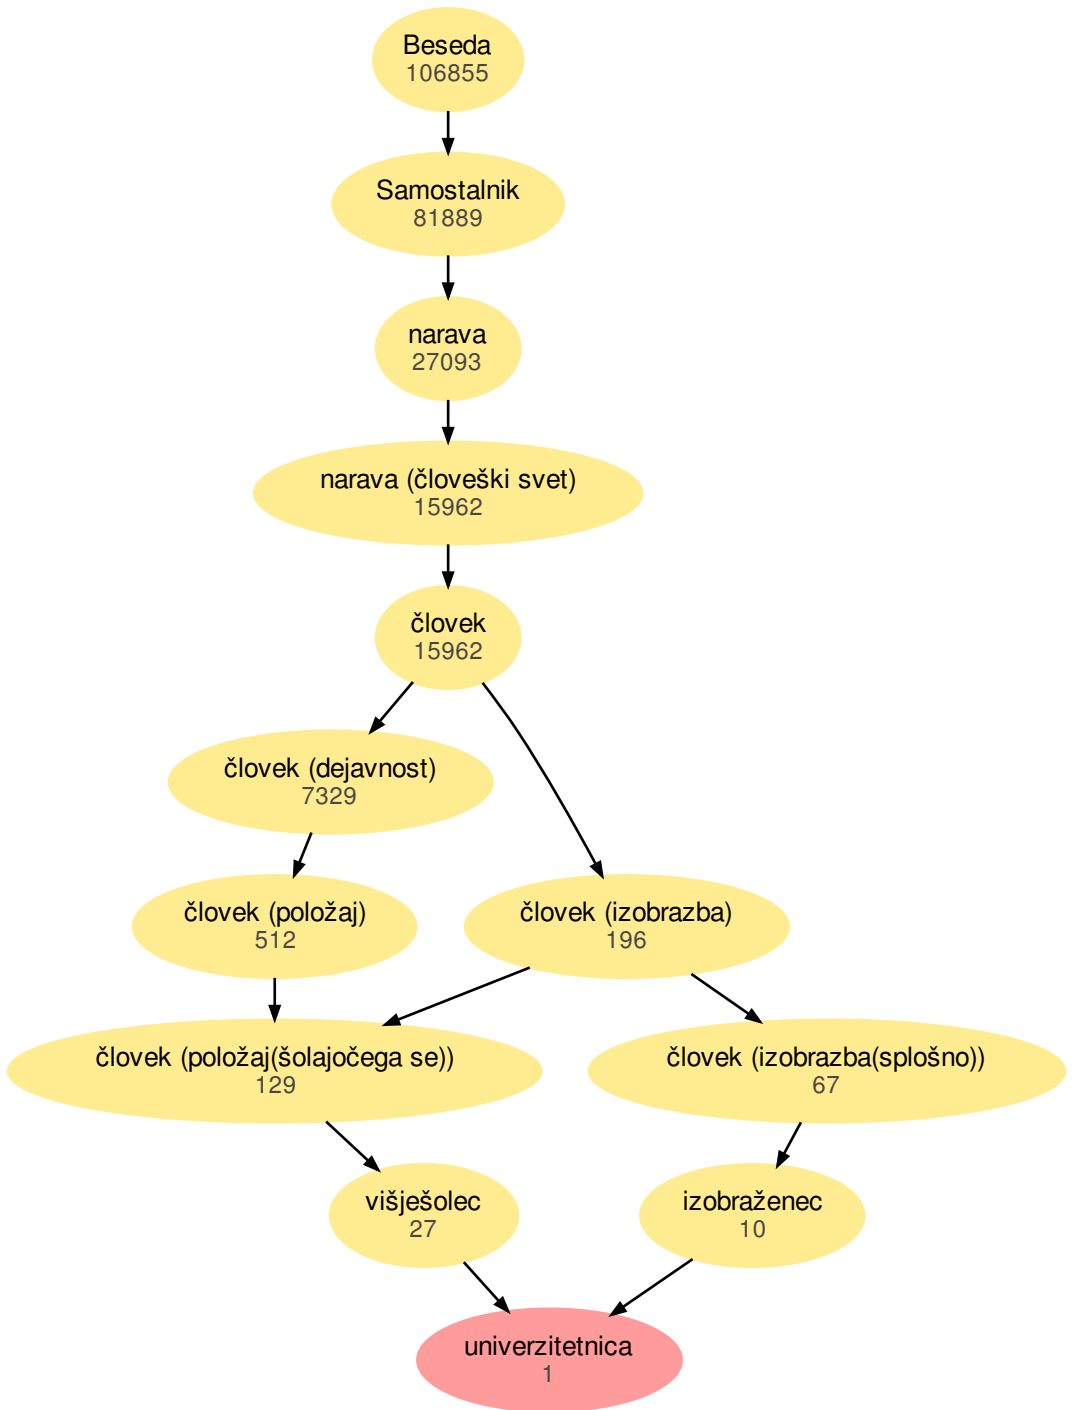 Beseda
106855
Samostalnik
81889
narava
27093
narava (človeški svet)
15962
človek
15962
človek (dejavnost)
7329
človek (položaj)
512
človek (izobrazba)
196
človek (položaj(šolajočega se))
129
človek (izobrazba(splošno))
67
višješolec
27
izobraženec
10
univerzitetnica
1